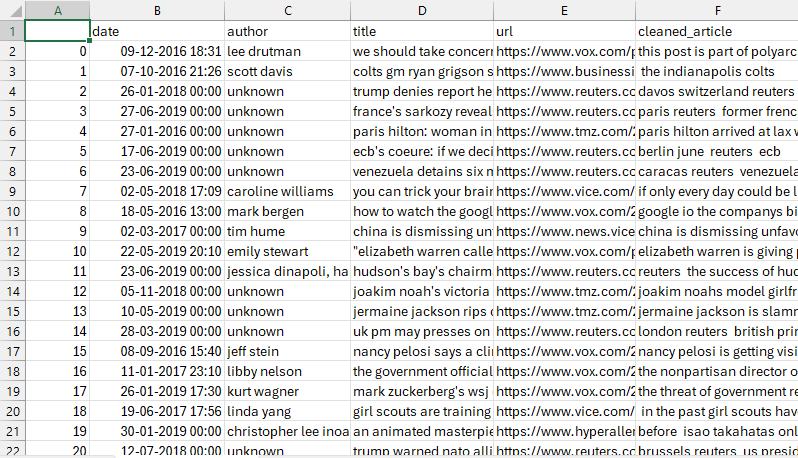 A B C D E F
1 date author title url cleaned_article
2 0 09-12-2016 18:31 lee drutman we should take concern https://www.vox.com/p this post is part of polyarc
3 1 07-10-2016 21:26 scott davis colts gm ryan grigson s https://www.businessi the indianapolis colts
4 2 26-01-2018 00:00 unknown trump denies report he https://www.reuters.cc davos switzerland reuters
5 3 27-06-2019 00:00 unknown france's sarkozy reveal https://www.reuters.cc paris reuters former frenc
6 4 27-01-2016 00:00 unknown paris hilton: woman in https://www.tmz.com/2 paris hilton arrived at lax w
7 5 17-06-2019 00:00 unknown ecb's coeure: if we deci https://www.reuters.cc berlin june reuters ecb
8 6 23-06-2019 00:00 unknown venezuela detains six n https://www.reuters.cc caracas reuters venezuela
9 7 02-05-2018 17:09 caroline williams you can trick your brain https://www.vice.com/ if only every day could be l
10 8 18-05-2016 13:00 mark bergen how to watch the googl https://www.vox.com/2 google io the companys bi
11 9 02-03-2017 00:00 tim hume china is dismissing un https://www.news.vice china is dismissing unfavo
12 10 22-05-2019 20:10 emily stewart "elizabeth warren calle https://www.vox.com/p elizabeth warren is giving p
13 11 23-06-2019 00:00 jessica dinapoli, ha hudson's bay's chairm https://www.reuters.cc reuters the success of hud
14 12 05-11-2018 00:00 unknown joakim noah's victoria https://www.tmz.com/2 joakim noahs model girlfr
15 13 10-05-2019 00:00 unknown jermaine jackson rips c https://www.tmz.com/2 jermaine jackson is slamn
16 14 28-03-2019 00:00 unknown uk pm may presses on https://www.reuters.cc london reuters british prin
17 15 08-09-2016 15:40 jeff stein nancy pelosi says a cli https://www.vox.com/2 nancy pelosi is getting visi
18 16 11-01-2017 23:10 libby nelson the government official https://www.vox.com/2 the nonpartisan director o
19 17 26-01-2019 17:30 kurt wagner mark zuckerberg's wsj https://www.vox.com/2 the threat of government re
20 18 19-06-2017 17:56 linda yang girl scouts are training https://www.vice.com/ in the past girl scouts hav
21 19 30-01-2019 00:00 christopher lee inoa an animated masterpie https://www.hyperaller before isao takahatas onl
22 20 12-07-2018 00:00 unknown trump warned nato alli https://www.reuters.cc brussels reuters us presid